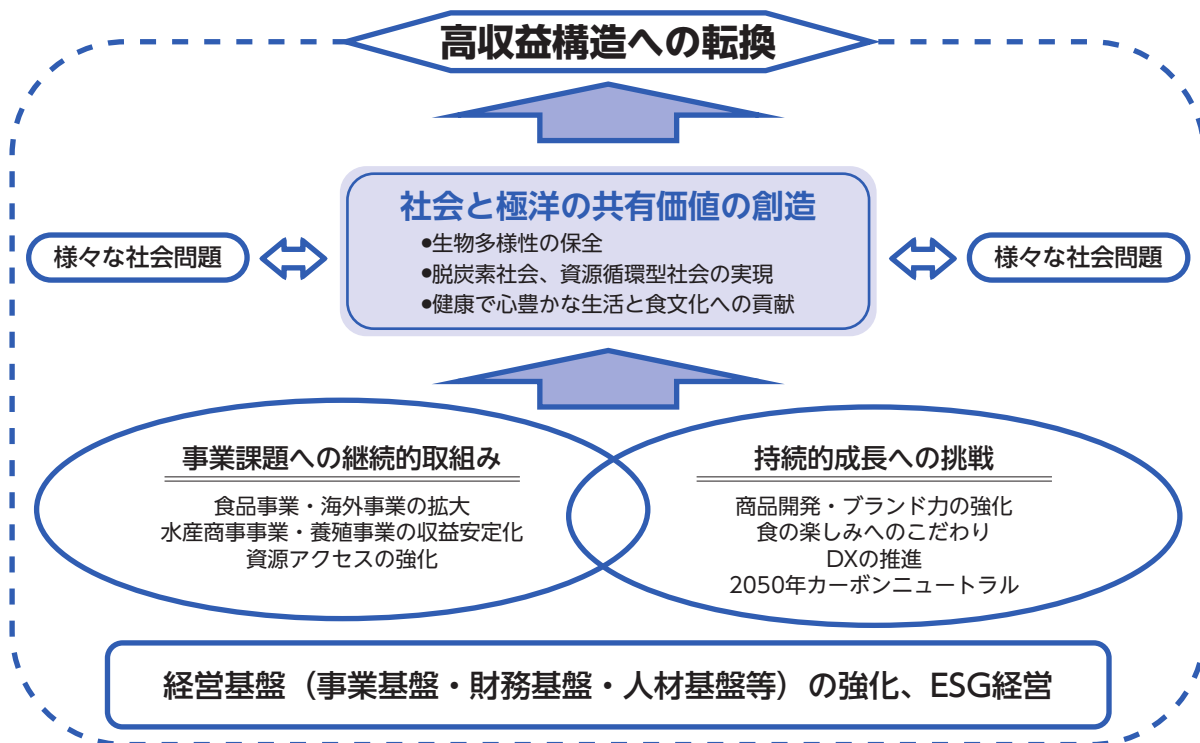 高収益構造への転換
社会と極洋の共有価値の創造
●生物多様性の保全
●脱炭素社会、資源循環型社会の実現
●健康で心豊かな生活と食文化への貢献
様々な社会問題
様々な社会問題
事業課題への継続的取組み
食品事業・海外事業の拡大
水産商事事業・養殖事業の収益安定化
資源アクセスの強化
持続的成長への挑戦
商品開発・ブランド力の強化
食の楽しみへのこだわり
DXの推進
2050年カーボンニュートラル
経営基盤（事業基盤・財務基盤・人材基盤等）の強化、ESG経営